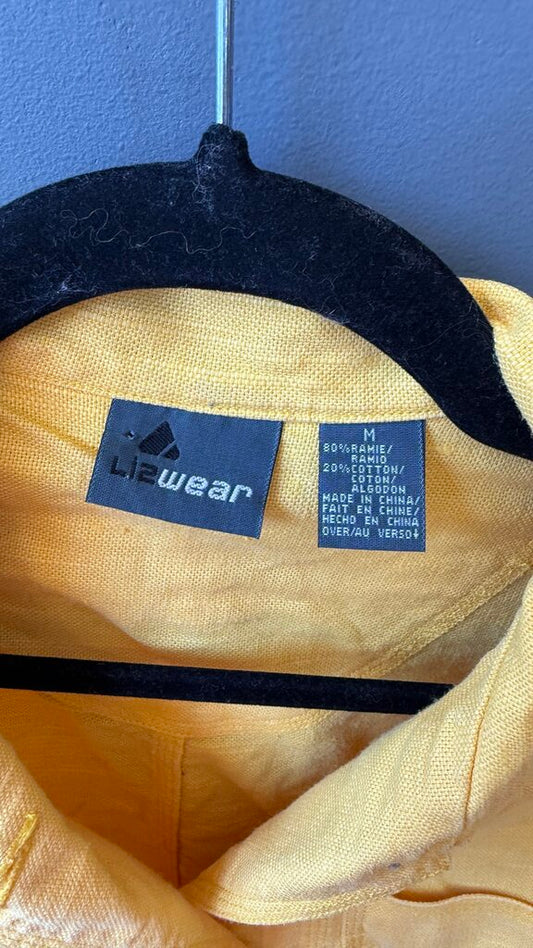 Lizwear
M
80%RAMIE/
RAMIO
20%COTTON/
COTON/
ALGODON
MADE IN CHINA/
FAIT EN CHINE/
HECHO EN CHINA
OVER/AU VERSO↓